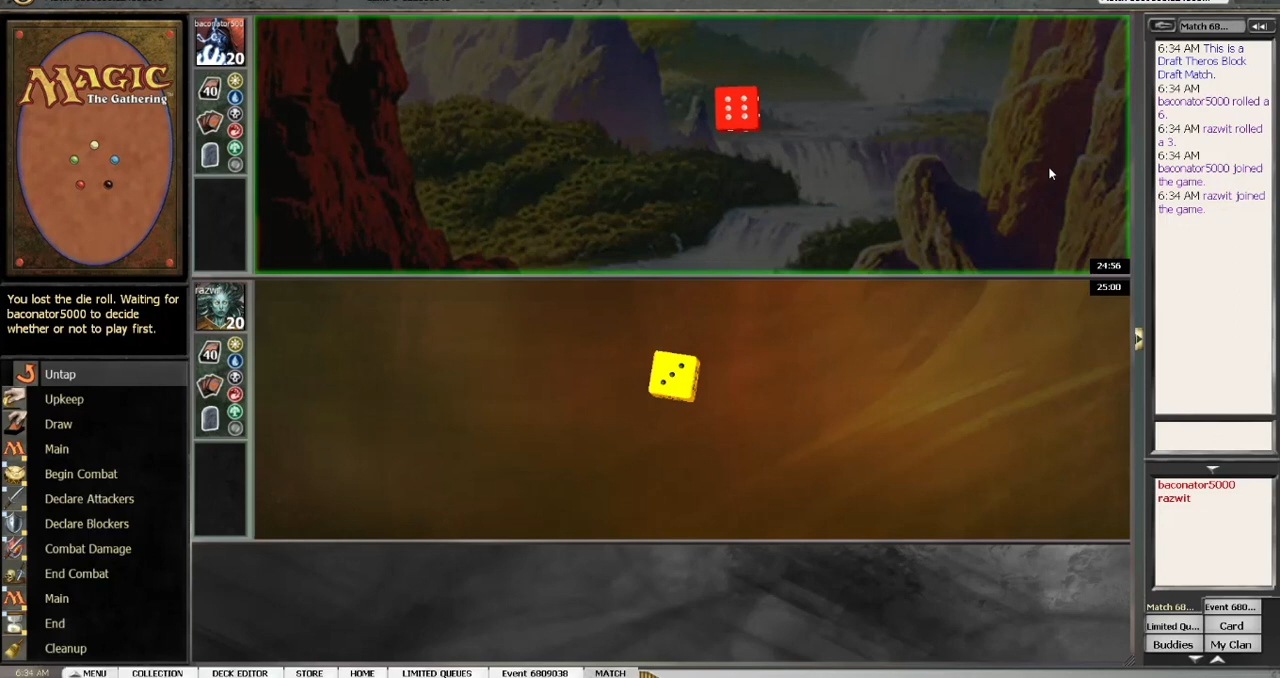 MAGIC
The Gathering
baconator500
20
40
24:56
25:00
razwit
20
40
You lost the die roll. Waiting for
baconator5000 to decide
whether or not to play first.
Untap
Upkeep
Draw
Main
Begin Combat
Declare Attackers
Declare Blockers
Combat Damage
End Combat
Main
End
Cleanup
Match 68...
6:34 AM This is a
Draft Theros Block
Draft Match.
6:34 AM
baconator5000 rolled a
6.
6:34 AM razwit rolled
a 3.
6:34 AM
baconator5000 joined
the game.
6:34 AM razwit joined
the game.
baconator5000
razwit
Match 68... Event 680...
Limited Qu... Card
Buddies My Clan
6:34 AM MENU COLLECTION DECK EDITOR STORE HOME LIMITED QUEUES Event 6809038 MATCH